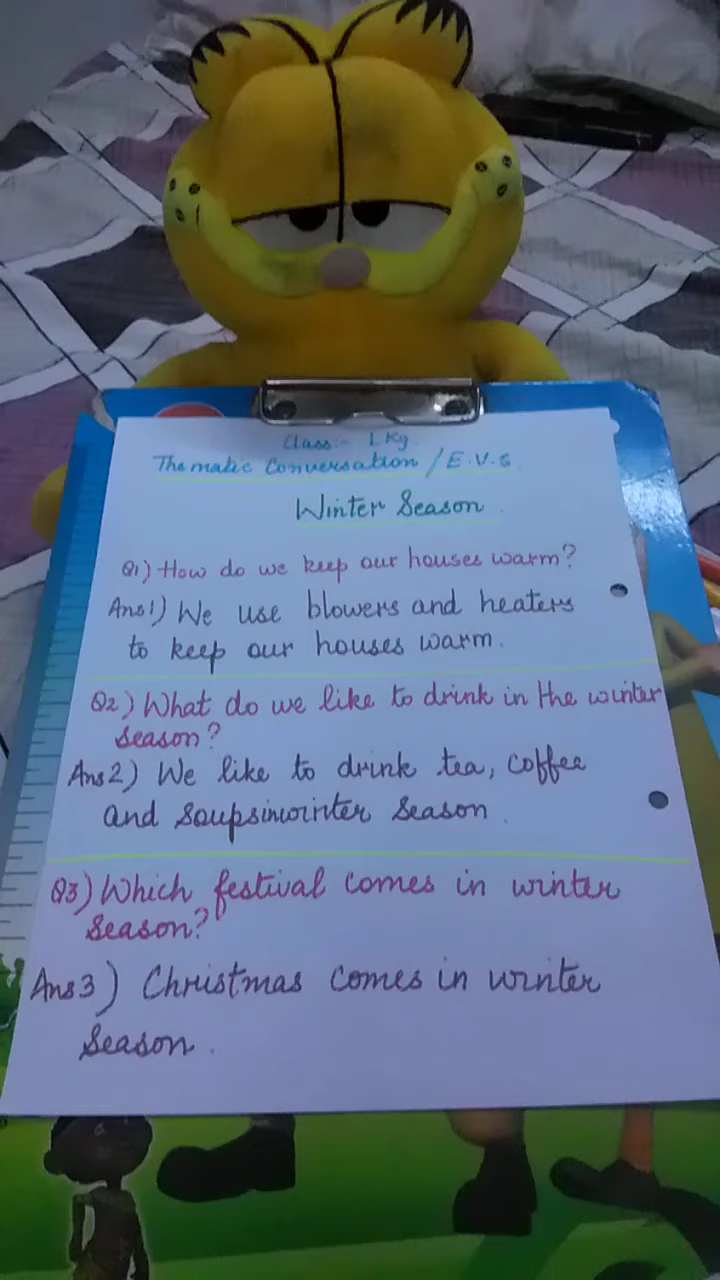 Class:- LKg.
Thematic Conversation / E.V.S
Winter Season
Q1) How do we keep our houses warm?
Ans1) We use blowers and heaters
to keep our houses warm.
Q2) What do we like to drink in the winter
season?
Ans2) We like to drink tea, coffee
and soupsinwinter season.
Q3) Which festival comes in winter
season?
Ans3) Christmas comes in winter
season.